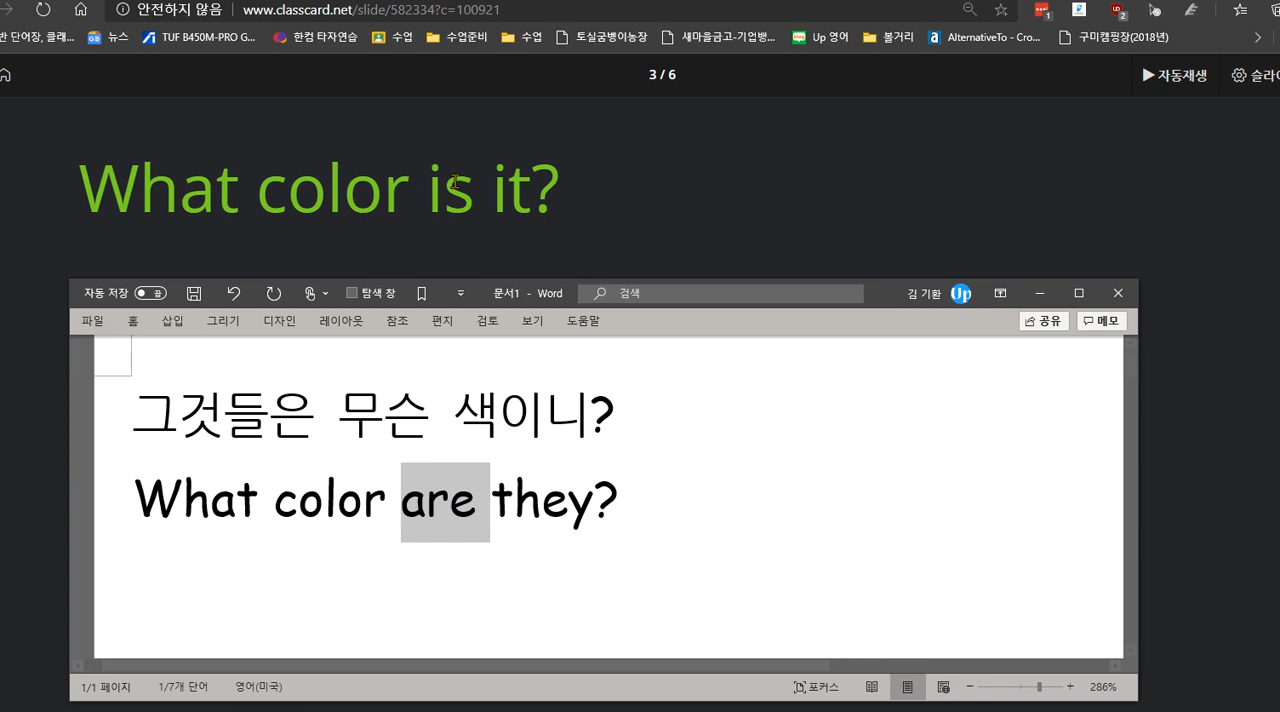 안전하지 않음 www.classcard.net/slide/582334?c=100921
반 단어장, 클래... 뉴스 TUF B450M-PRO G... 한컴 타자연습 수업 수업준비 수업 토실굼벵이농장 새마을금고-기업뱅... Up 영어 볼거리 AlternativeTo - Cro... 구미캠핑장(2018년)
3 / 6 자동재생 슬라이
What color is it?
자동 저장 끔 탐색 창 문서1 - Word 검색 김 기환 Up
파일 홈 삽입 그리기 디자인 레이아웃 참조 편지 검토 보기 도움말 공유 메모
그것들은 무슨 색이니?
What color are they?
1/1 페이지 1/7개 단어 영어(미국) 포커스 286%